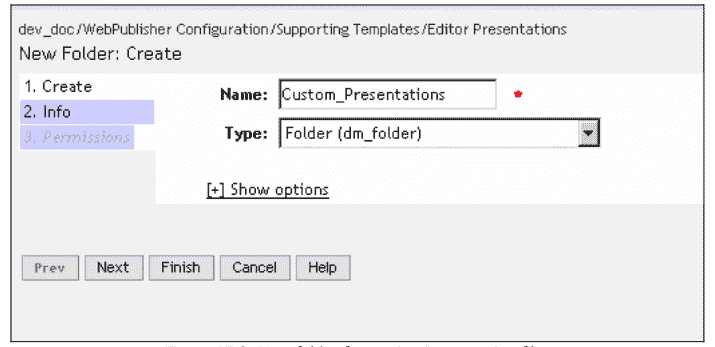 dev_doc/WebPublisher Configuration/Supporting Templates/Editor Presentations
New Folder: Create
1. Create
2. Info
3. Permissions
Name: Custom_Presentations *
Type: Folder (dm_folder)
[+] Show options
Prev Next Finish Cancel Help